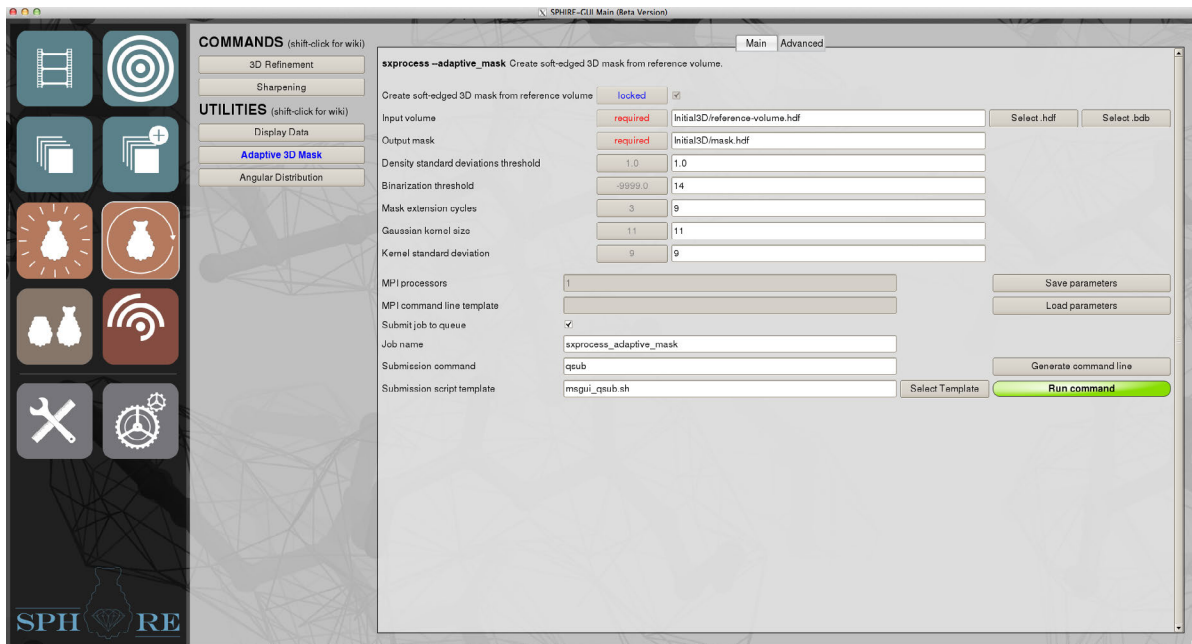 SPHIRE-GUI Main (Beta Version)
COMMANDS (shift-click for wiki)
3D Refinement
Sharpening
UTILITIES (shift-click for wiki)
Display Data
Adaptive 3D Mask
Angular Distribution
Main Advanced
sxprocess --adaptive_mask Create soft-edged 3D mask from reference volume.
Create soft-edged 3D mask from reference volume locked
Input volume required Initial3D/reference-volume.hdf Select .hdf Select .bdb
Output mask required Initial3D/mask.hdf
Density standard deviations threshold 1.0 1.0
Binarization threshold -9999.0 14
Mask extension cycles 3 9
Gaussian kernel size 11 11
Kernel standard deviation 9 9
MPI processors 1 Save parameters
MPI command line template Load parameters
Submit job to queue
Job name sxprocess_adaptive_mask
Submission command qsub Generate command line
Submission script template msgui_qsub.sh Select Template Run command
SPH RE